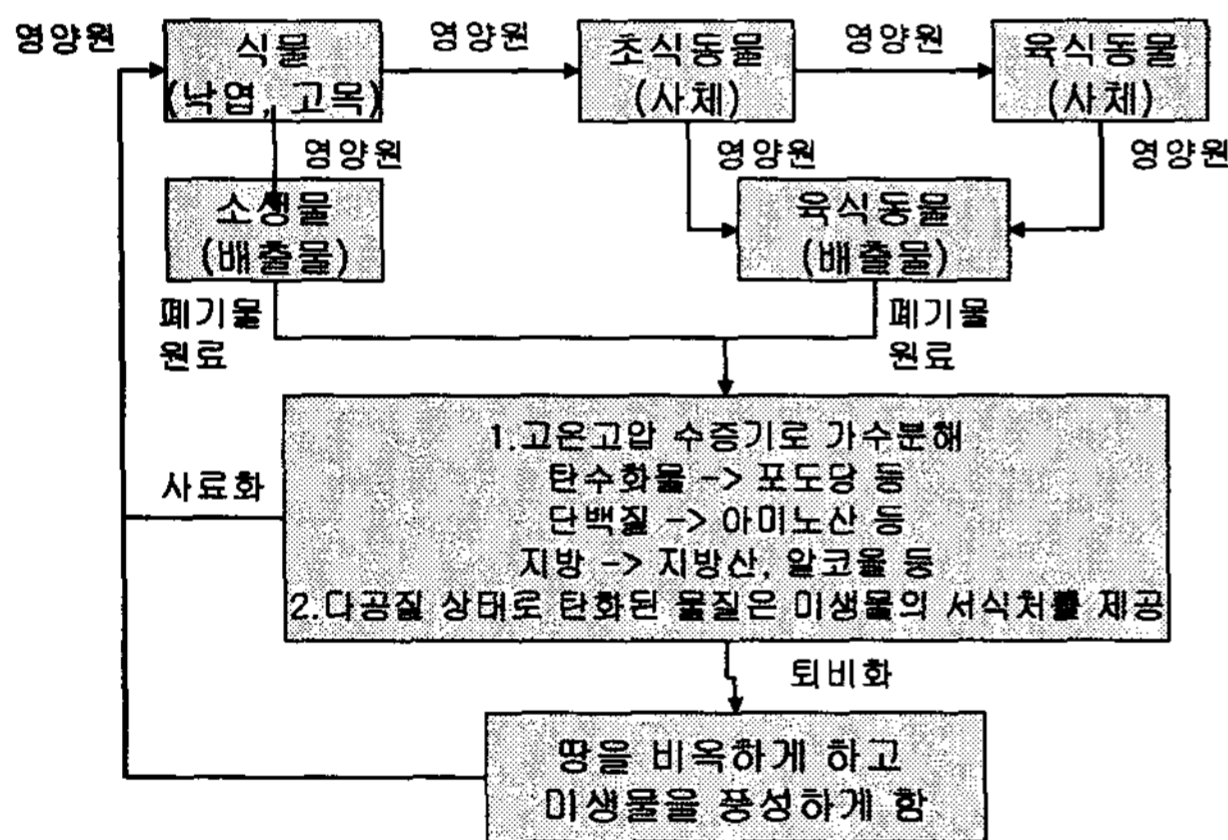 영양원
식물
(낙엽, 고목)
영양원
초식동물
(사체)
영양원
육식동물
(사체)
영양원
영양원
영양원
소생물
(배출물)
육식동물
(배출물)
폐기물
원료
폐기물
원료
1.고온고압 수증기로 가수분해
탄수화물 -> 포도당 등
단백질 -> 아미노산 등
지방 -> 지방산, 알코올 등
2.다공질 상태로 탄화된 물질은 미생물의 서식처를 제공
사료화
퇴비화
땅을 비옥하게 하고
미생물을 풍성하게 함